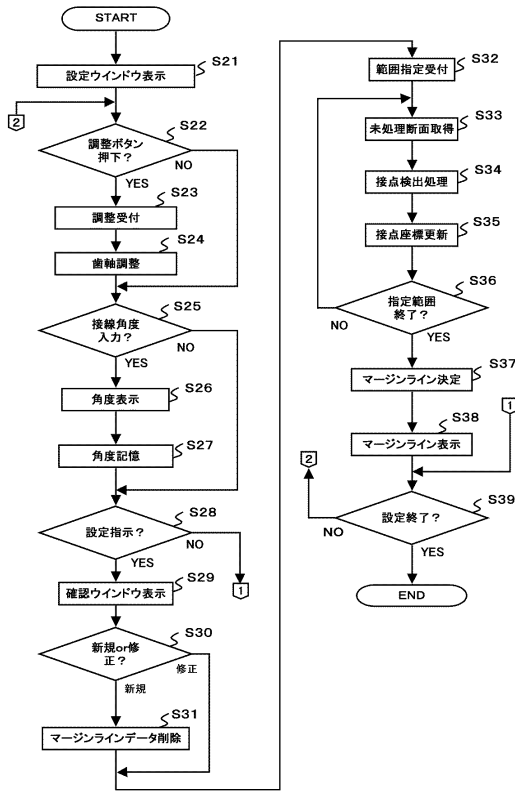 START
S21
設定ウインドウ表示
2
S22
調整ボタン
押下？
NO
YES
S23
調整受付
S24
歯軸調整
S25
接線角度
入力？
NO
YES
S26
角度表示
S27
角度記憶
S28
設定指示？
NO
YES
1
S29
確認ウインドウ表示
S30
新規or修
正？
修正
新規
S31
マージンラインデータ削除
S32
範囲指定受付
S33
未処理断面取得
S34
接点検出処理
S35
接点座標更新
S36
指定範囲
終了？
NO
YES
S37
マージンライン決定
1
S38
マージンライン表示
2
S39
設定終了？
NO
YES
END